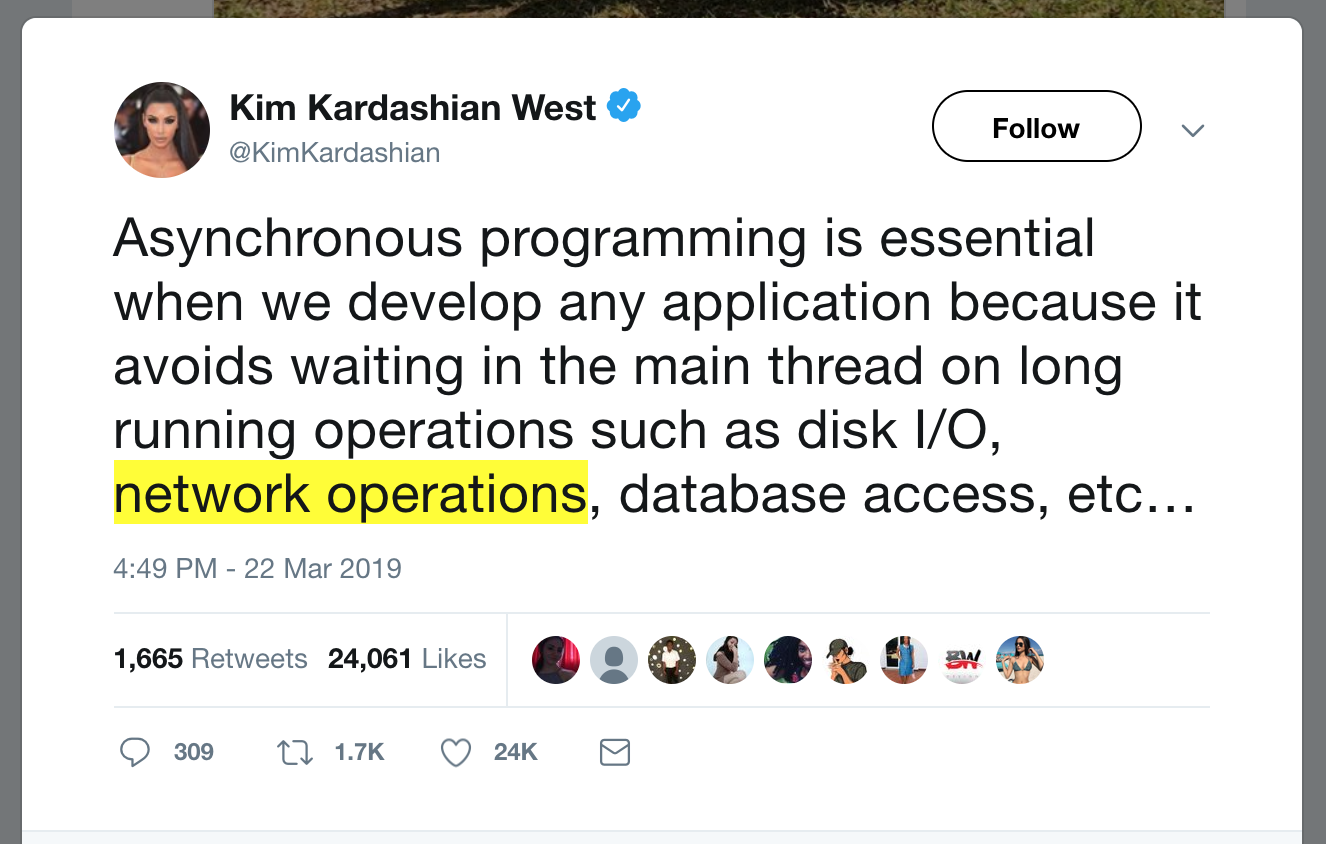 Kim Kardashian West
@KimKardashian
Follow
Asynchronous programming is essential
when we develop any application because it
avoids waiting in the main thread on long
running operations such as disk I/O,
network operations, database access, etc…
4:49 PM - 22 Mar 2019
1,665 Retweets 24,061 Likes
BW
309 1.7K 24K